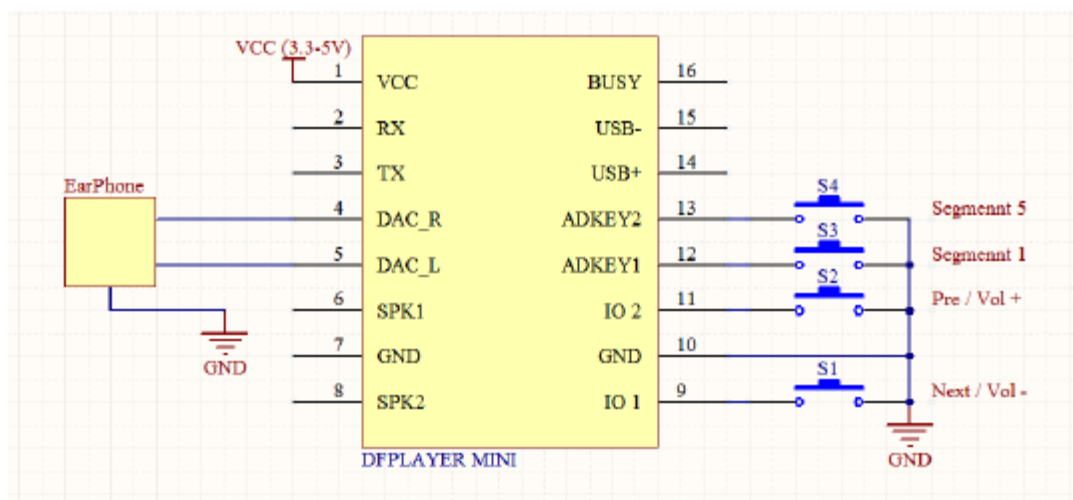 VCC (3.3-5V)
1 VCC BUSY 16
2 RX USB- 15
3 TX USB+ 14
EarPhone
S4
4 DAC_R ADKEY2 13 Segmennt 5
S3
5 DAC_L ADKEY1 12 Segmennt 1
S2
6 SPK1 IO 2 11 Pre / Vol +
7 GND GND 10
GND
S1
8 SPK2 IO 1 9 Next / Vol -
DFPLAYER MINI
GND